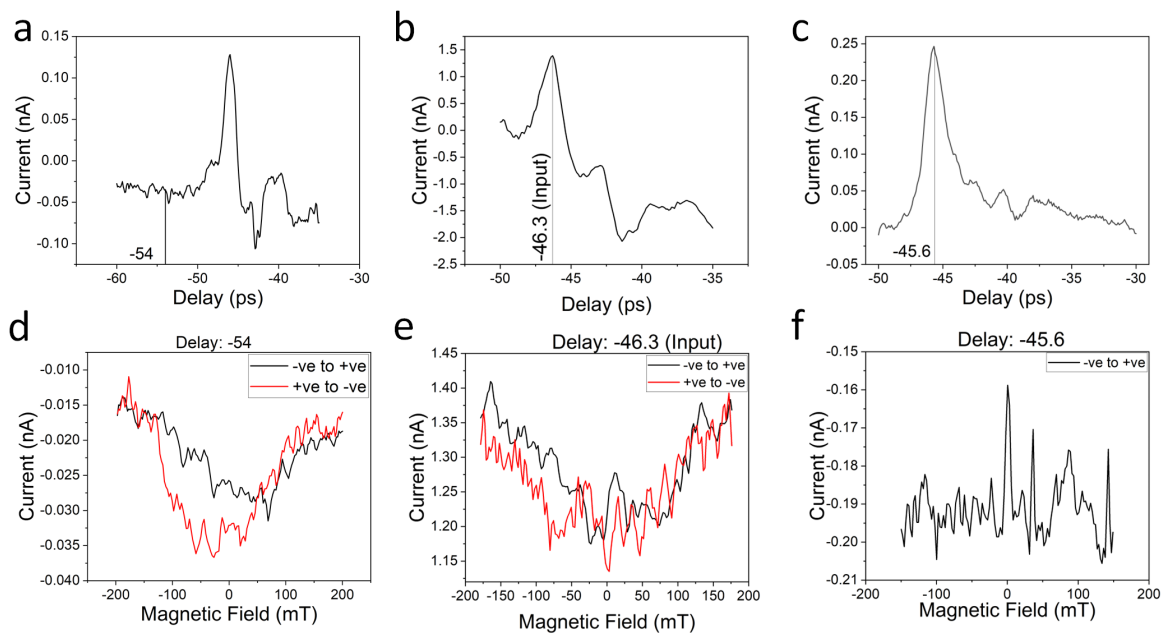 a
b
c
0.15
0.10
0.05
0.00
-0.05
-0.10
Current (nA)
-54
-60
-50
-40
-30
Delay (ps)
1.5
1.0
0.5
0.0
-0.5
-1.0
-1.5
-2.0
-2.5
Current (nA)
-46.3 (Input)
-50
-45
-40
-35
Delay (ps)
0.25
0.20
0.15
0.10
0.05
0.00
-0.05
Current (nA)
-45.6
-50
-45
-40
-35
-30
Delay (ps)
d
e
f
Delay: -54
-ve to +ve
+ve to -ve
-0.010
-0.015
-0.020
-0.025
-0.030
-0.035
-0.040
Current (nA)
-200
-100
0
100
200
Magnetic Field (mT)
Delay: -46.3 (Input)
-ve to +ve
+ve to -ve
1.45
1.40
1.35
1.30
1.25
1.20
1.15
Current (nA)
-200
-150
-100
-50
0
50
100
150
200
Magnetic Field (mT)
Delay: -45.6
-ve to +ve
-0.15
-0.16
-0.17
-0.18
-0.19
-0.20
-0.21
Current (nA)
-200
-100
0
100
200
Magnetic Field (mT)